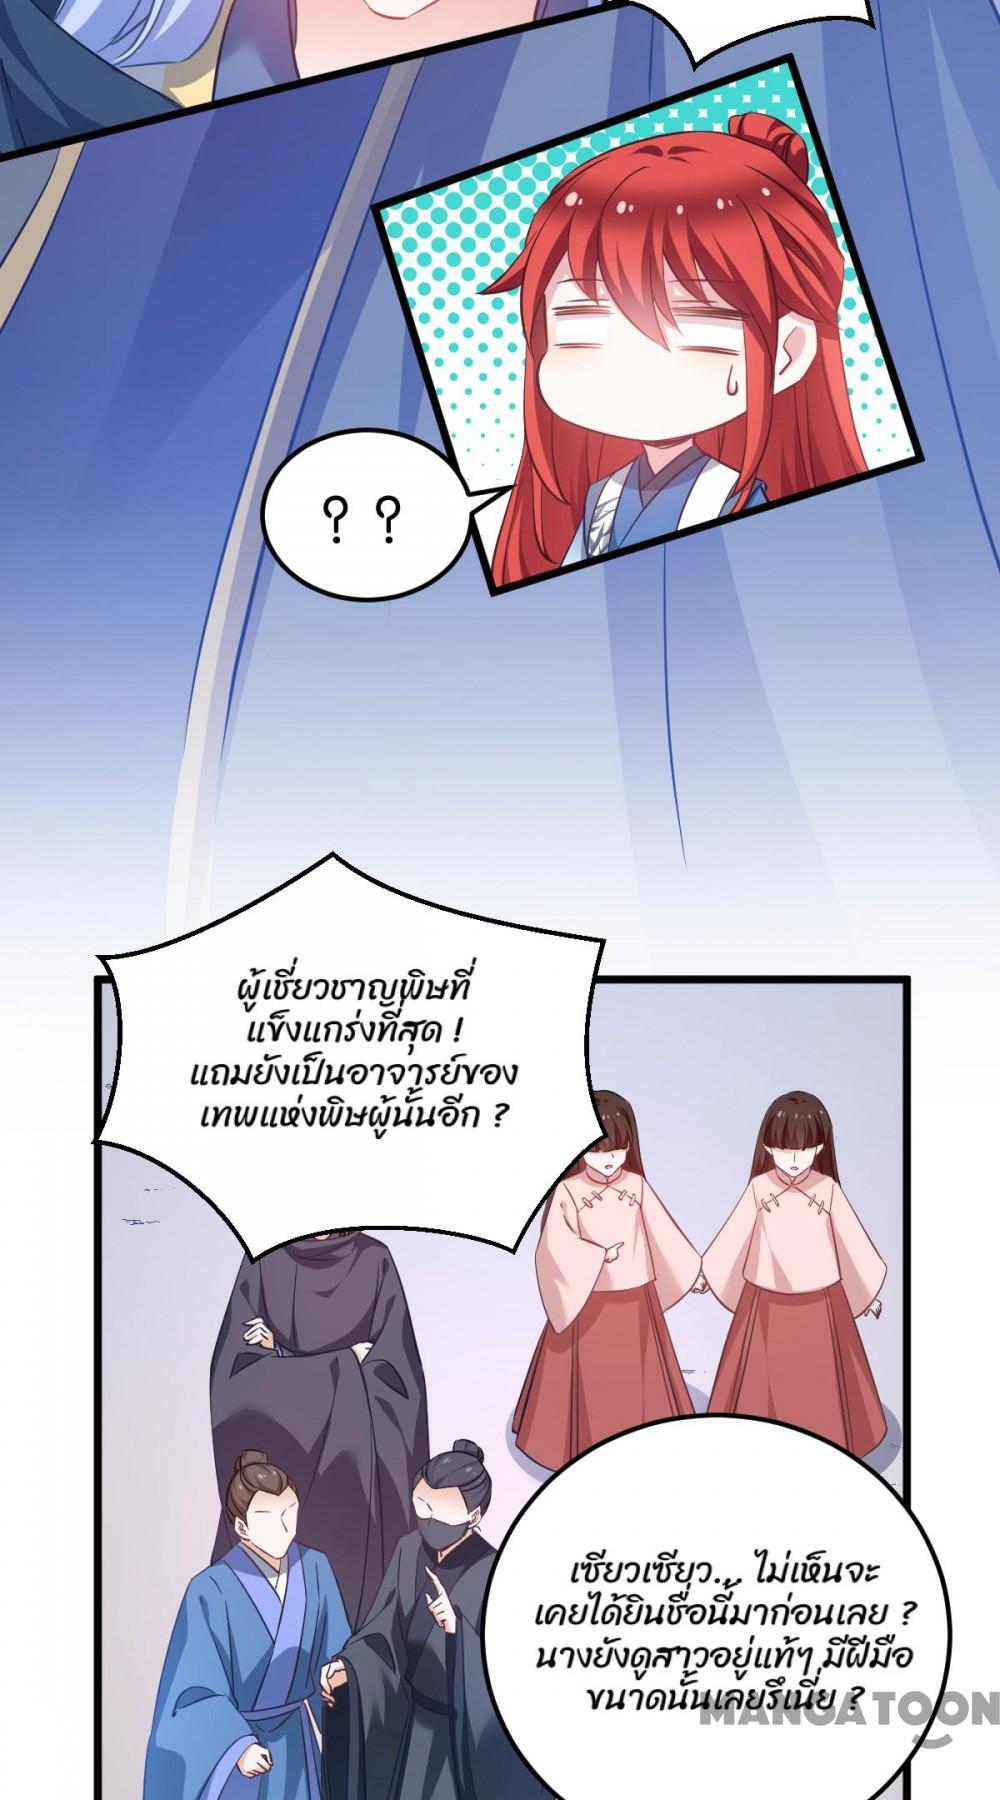 ? ?
ผู้เชี่ยวชาญพิษที่
แข็งแกร่งที่สุด !
แถมยังเป็นอาจารย์ของ
เทพแห่งพิษผู้นั้นอีก ?
เซียวเซียว... ไม่เห็นจะ
เคยได้ยินชื่อนี้มาก่อนเลย ?
นางยังดูสาวอยู่แท้ๆ มีฝีมือ
ขนาดนั้นเลยรึเนี่ย ?
MANGATOON